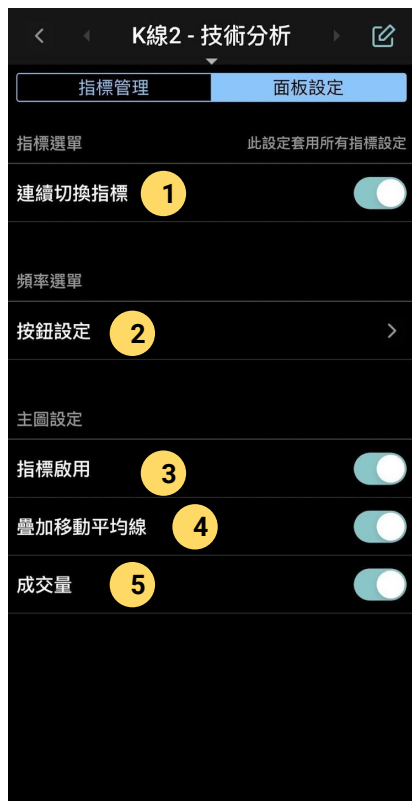 K線2 - 技術分析
指標管理 面板設定
指標選單 此設定套用所有指標設定
連續切換指標 1
頻率選單
按鈕設定 2
主圖設定
指標啟用 3
疊加移動平均線 4
成交量 5